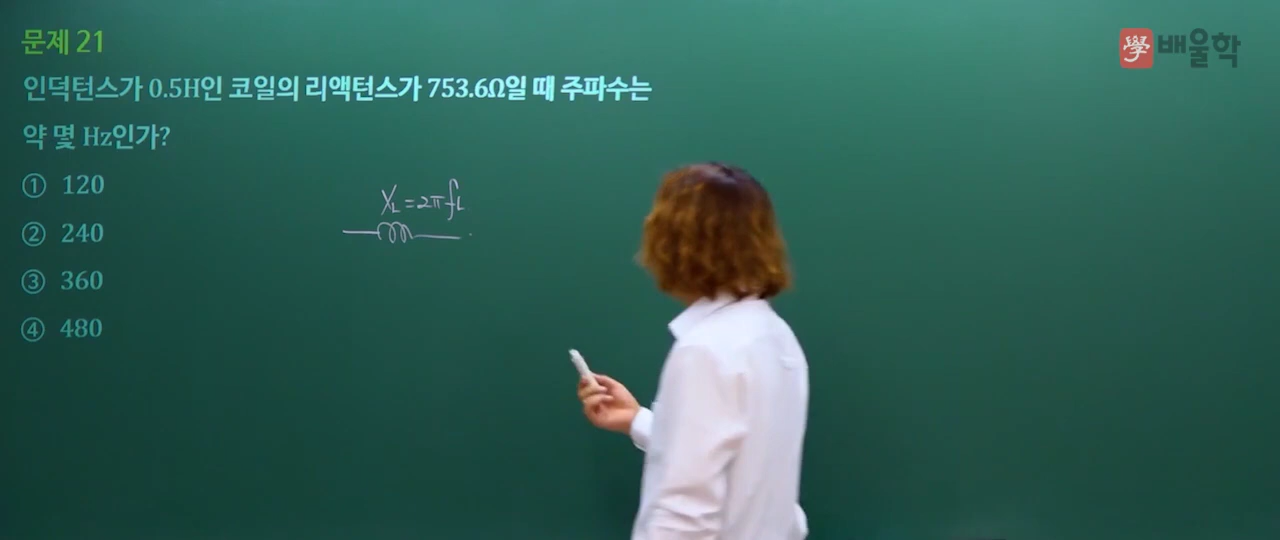 문제 21
學 배울학
인덕턴스가 0.5H인 코일의 리액턴스가 753.6Ω일 때 주파수는
약 몇 Hz인가?
① 120
② 240
③ 360
④ 480
X_L = 2πfL